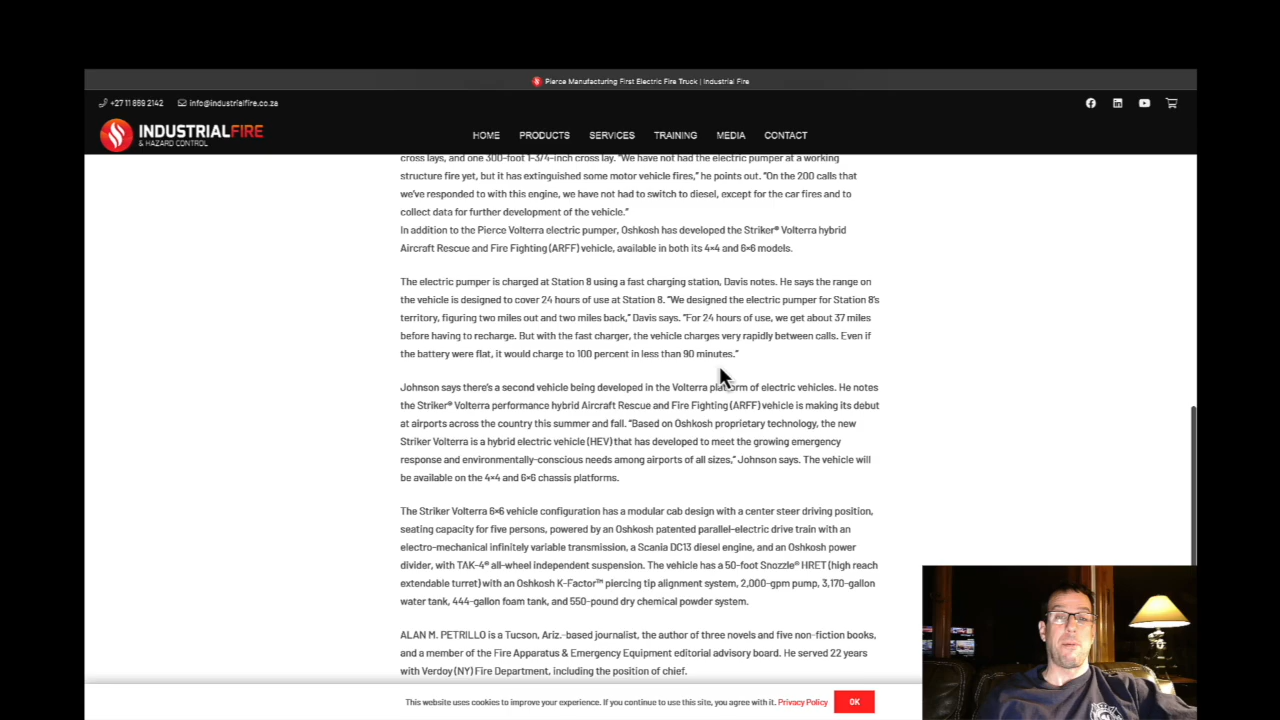 Pierce Manufacturing First Electric Fire Truck | Industrial Fire
+27 11 869 2142 info@industrialfire.co.za
INDUSTRIALFIRE
& HAZARD CONTROL
HOME PRODUCTS SERVICES TRAINING MEDIA CONTACT
cross lays, and one 300-foot 1-3/4-inch cross lay. "We have not had the electric pumper at a working
structure fire yet, but it has extinguished some motor vehicle fires," he points out. "On the 200 calls that
we've responded to with this engine, we have not had to switch to diesel, except for the car fires and to
collect data for further development of the vehicle."
In addition to the Pierce Volterra electric pumper, Oshkosh has developed the Striker® Volterra hybrid
Aircraft Rescue and Fire Fighting (ARFF) vehicle, available in both its 4×4 and 6×6 models.
The electric pumper is charged at Station 8 using a fast charging station, Davis notes. He says the range on
the vehicle is designed to cover 24 hours of use at Station 8. "We designed the electric pumper for Station 8's
territory, figuring two miles out and two miles back," Davis says. "For 24 hours of use, we get about 37 miles
before having to recharge. But with the fast charger, the vehicle charges very rapidly between calls. Even if
the battery were flat, it would charge to 100 percent in less than 90 minutes."
Johnson says there's a second vehicle being developed in the Volterra platform of electric vehicles. He notes
the Striker® Volterra performance hybrid Aircraft Rescue and Fire Fighting (ARFF) vehicle is making its debut
at airports across the country this summer and fall. "Based on Oshkosh proprietary technology, the new
Striker Volterra is a hybrid electric vehicle (HEV) that has developed to meet the growing emergency
response and environmentally-conscious needs among airports of all sizes," Johnson says. The vehicle will
be available on the 4×4 and 6×6 chassis platforms.
The Striker Volterra 6×6 vehicle configuration has a modular cab design with a center steer driving position,
seating capacity for five persons, powered by an Oshkosh patented parallel-electric drive train with an
electro-mechanical infinitely variable transmission, a Scania DC13 diesel engine, and an Oshkosh power
divider, with TAK-4® all-wheel independent suspension. The vehicle has a 50-foot Snozzle® HRET (high reach
extendable turret) with an Oshkosh K-Factor™ piercing tip alignment system, 2,000-gpm pump, 3,170-gallon
water tank, 444-gallon foam tank, and 550-pound dry chemical powder system.
ALAN M. PETRILLO is a Tucson, Ariz.-based journalist, the author of three novels and five non-fiction books,
and a member of the Fire Apparatus & Emergency Equipment editorial advisory board. He served 22 years
with Verdoy (NY) Fire Department, including the position of chief.
This website uses cookies to improve your experience. If you continue to use this site, you agree with it. Privacy Policy OK